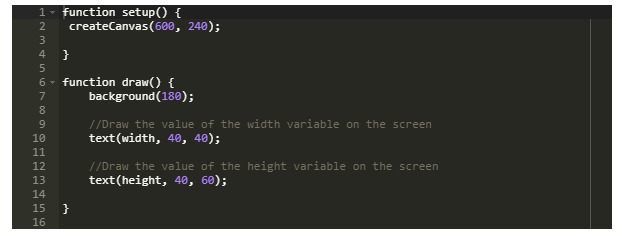 1 function setup() {
2 createCanvas(600, 240);
3
4 }
5
6 function draw() {
7 background(180);
8
9 //Draw the value of the width variable on the screen
10 text(width, 40, 40);
11
12 //Draw the value of the height variable on the screen
13 text(height, 40, 60);
14
15 }
16